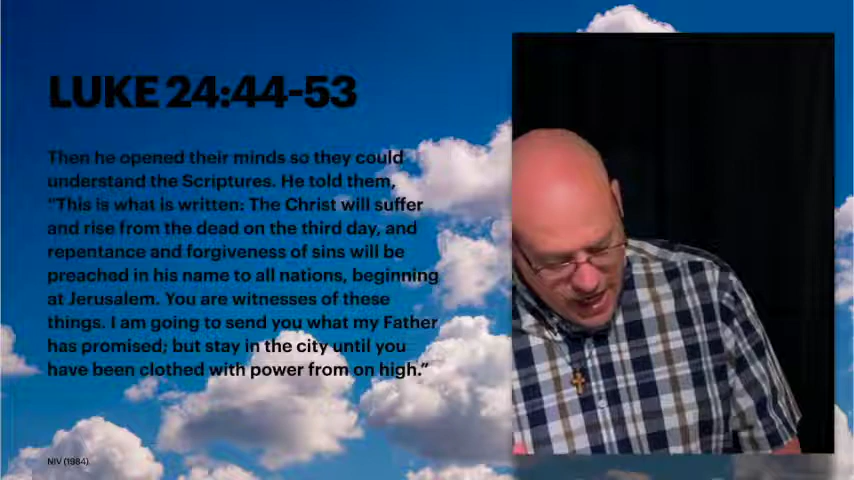 LUKE 24:44-53
Then he opened their minds so they could
understand the Scriptures. He told them,
“This is what is written: The Christ will suffer
and rise from the dead on the third day, and
repentance and forgiveness of sins will be
preached in his name to all nations, beginning
at Jerusalem. You are witnesses of these
things. I am going to send you what my Father
has promised; but stay in the city until you
have been clothed with power from on high.”
NIV (1984)